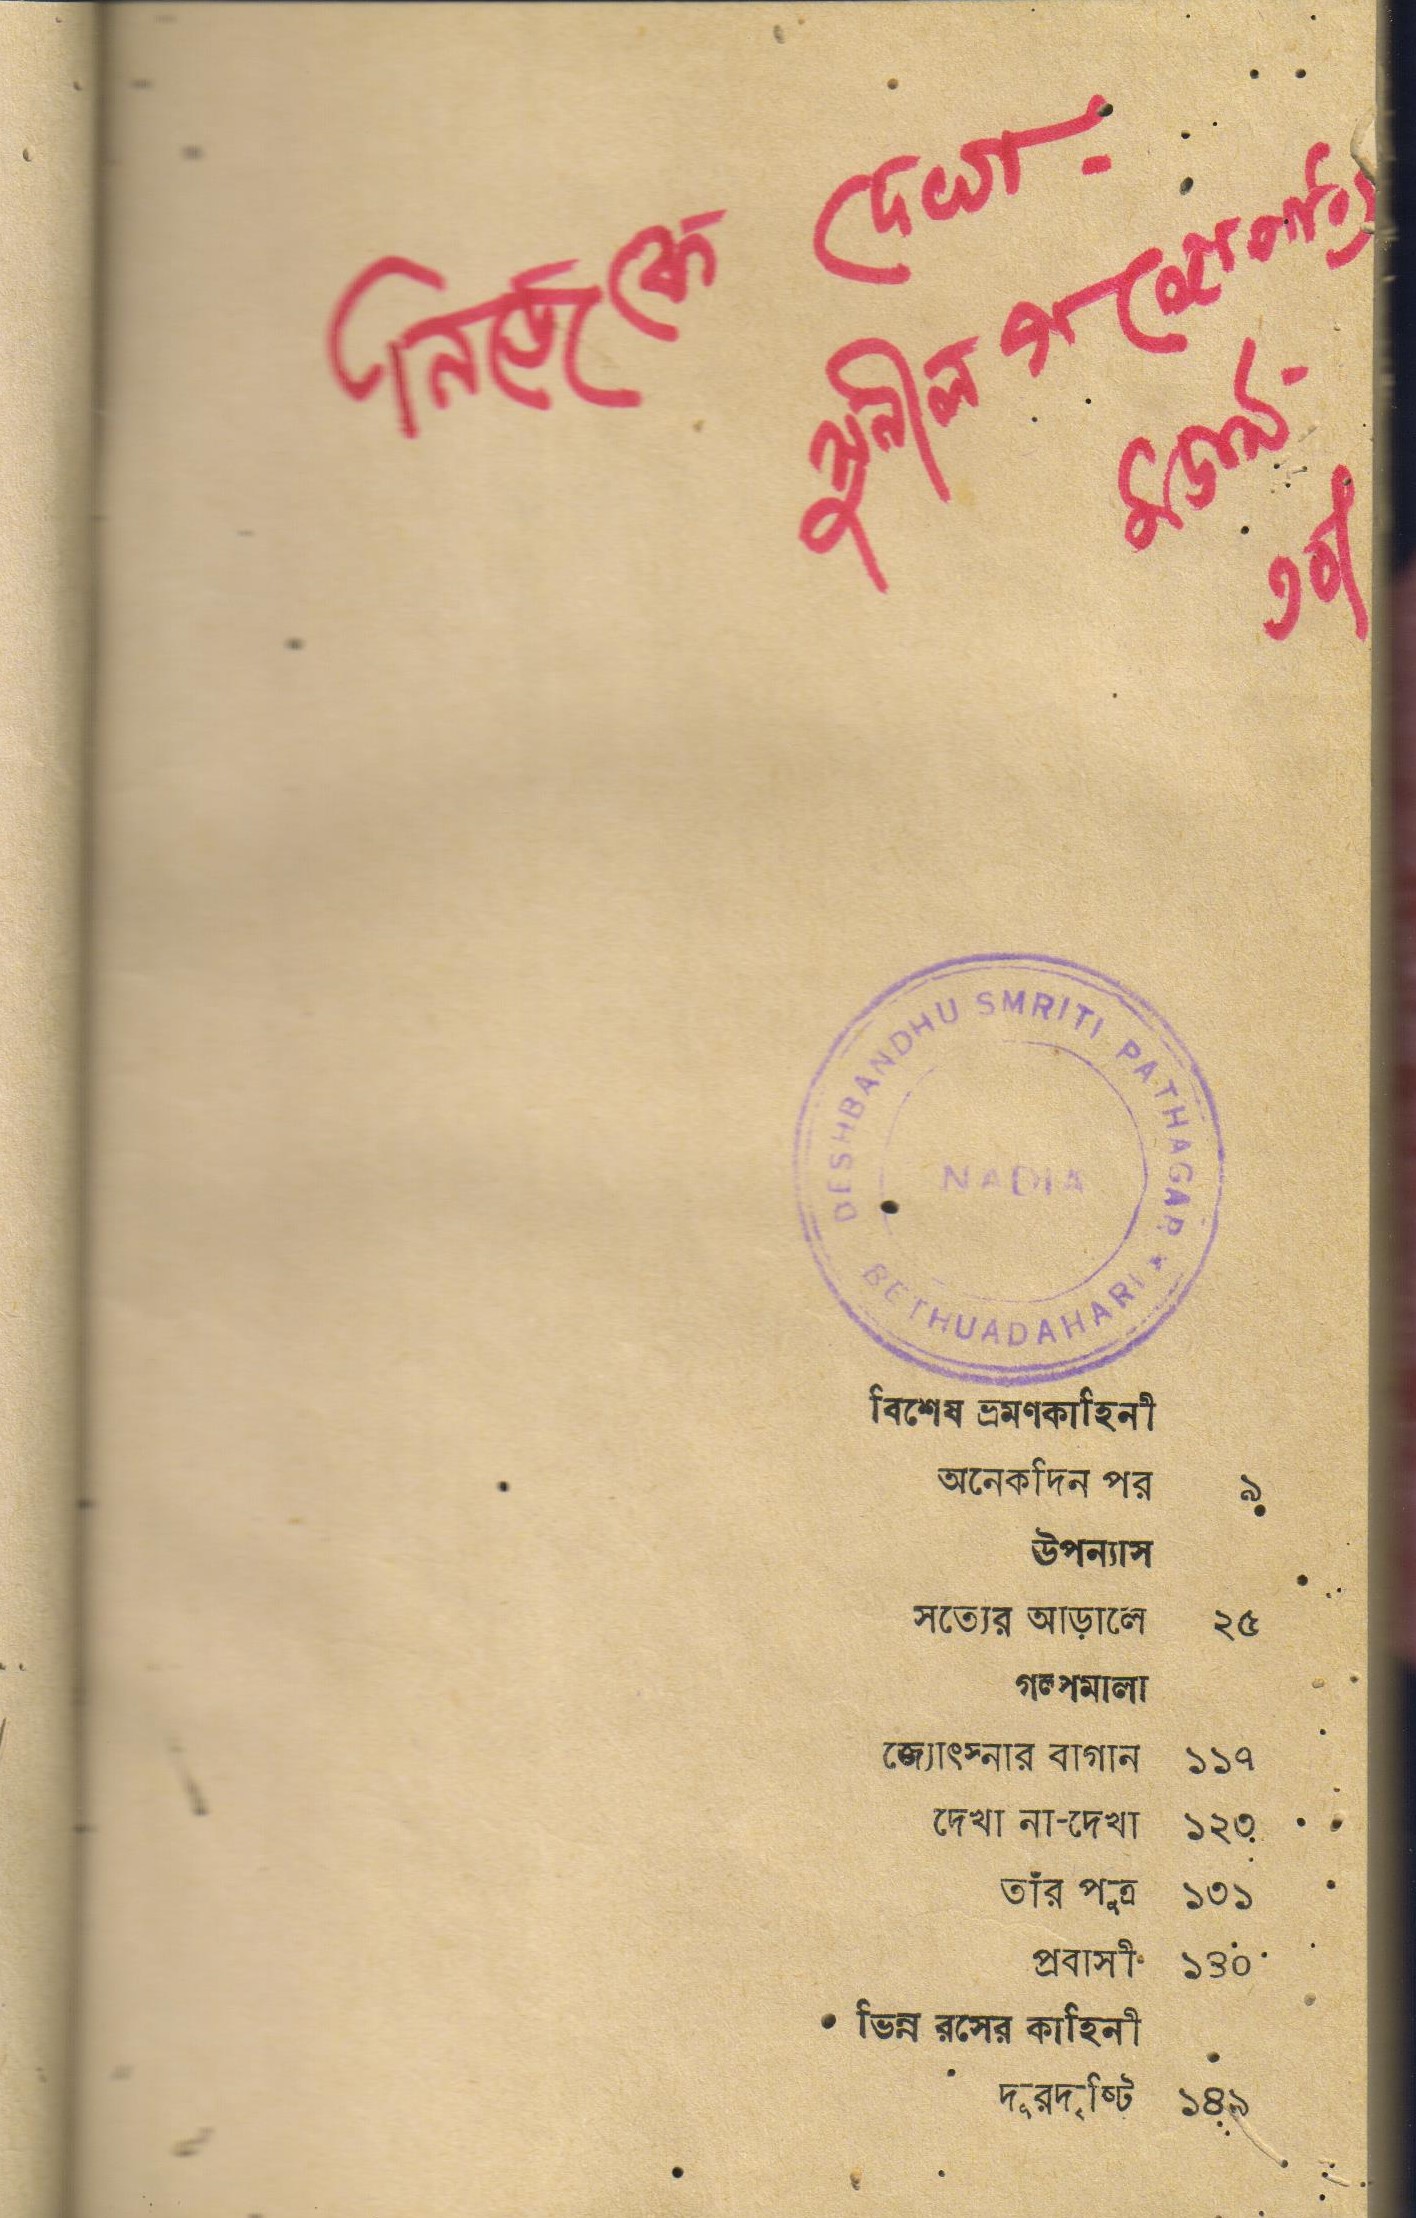 নিজেকে দেখা -
সুনীল গঙ্গোপাধ্যায়
DESHBANDHU SMRITI PATHAGAR ★
NADIA
BETHUADAHARI
বিশেষ ভ্রমণকাহিনী
অনেকদিন পর ৯
উপন্যাস
সত্যের আড়ালে ২৫
গল্পমালা
জ্যোৎস্নার বাগান ১১৭
দেখা না-দেখা ১২৩
তাঁর পুত্র ১৩১
প্রবাসী ১৪০
ভিন্ন রসের কাহিনী
দূরদৃষ্টি ১৪৯